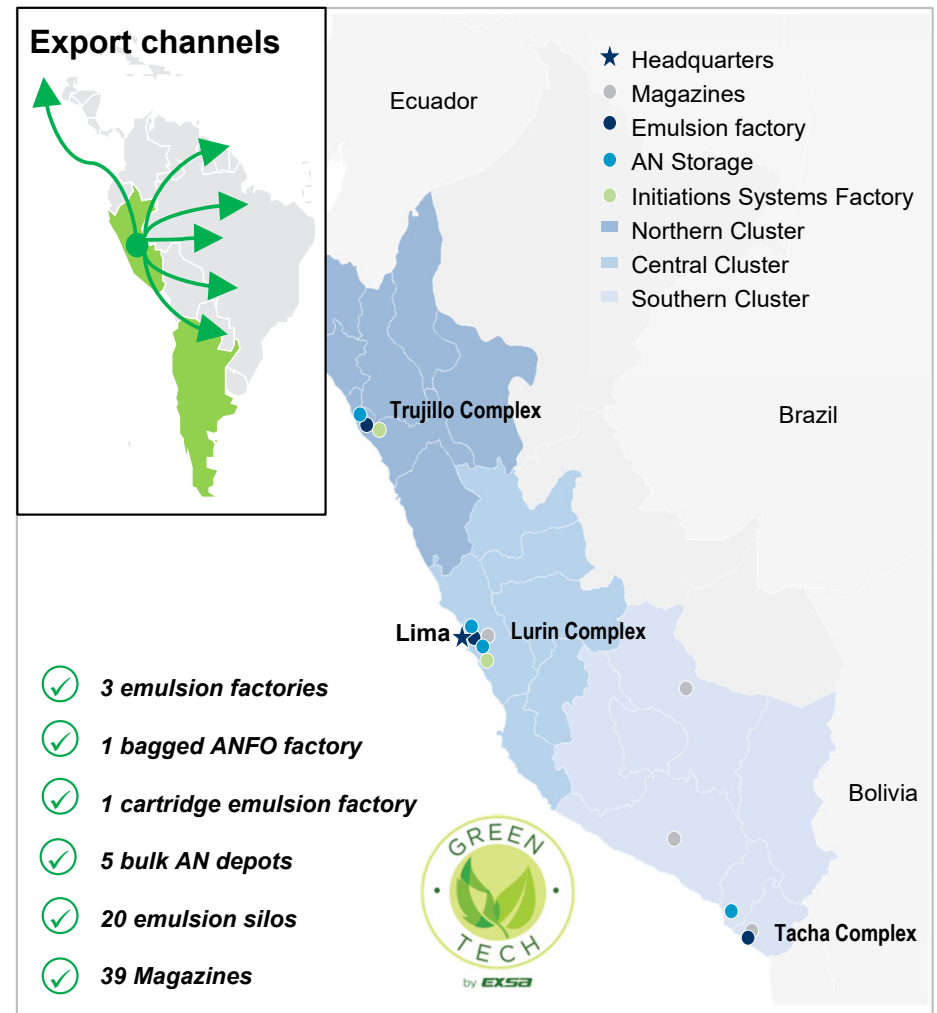 Export channels
Headquarters
Magazines
Emulsion factory
AN Storage
Initiations Systems Factory
Northern Cluster
Central Cluster
Southern Cluster
Ecuador
Brazil
Trujillo Complex
Lima
Lurin Complex
Bolivia
Tacha Complex
3 emulsion factories
1 bagged ANFO factory
1 cartridge emulsion factory
5 bulk AN depots
20 emulsion silos
39 Magazines
GREEN
TECH
by EXSA